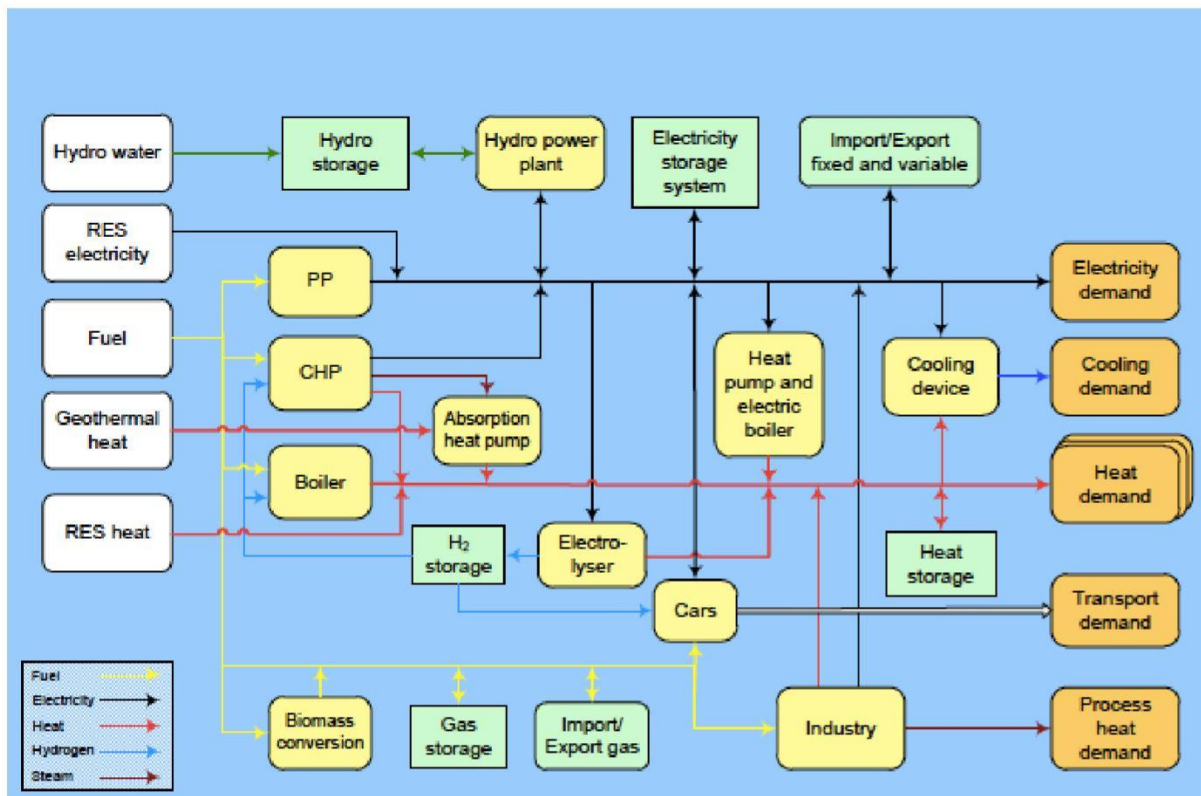 Hydro water
Hydro
storage
Hydro power
plant
Electricity
storage
system
Import/Export
fixed and variable
RES
electricity
PP
Electricity
demand
Fuel
CHP
Heat
pump and
electric
boiler
Cooling
device
Cooling
demand
Geothermal
heat
Absorption
heat pump
Boiler
Heat
demand
RES heat
H₂
storage
Electro-
lyser
Heat
storage
Cars
Transport
demand
Fuel
Electricity
Heat
Hydrogen
Steam
Biomass
conversion
Gas
storage
Import/
Export gas
Industry
Process
heat
demand